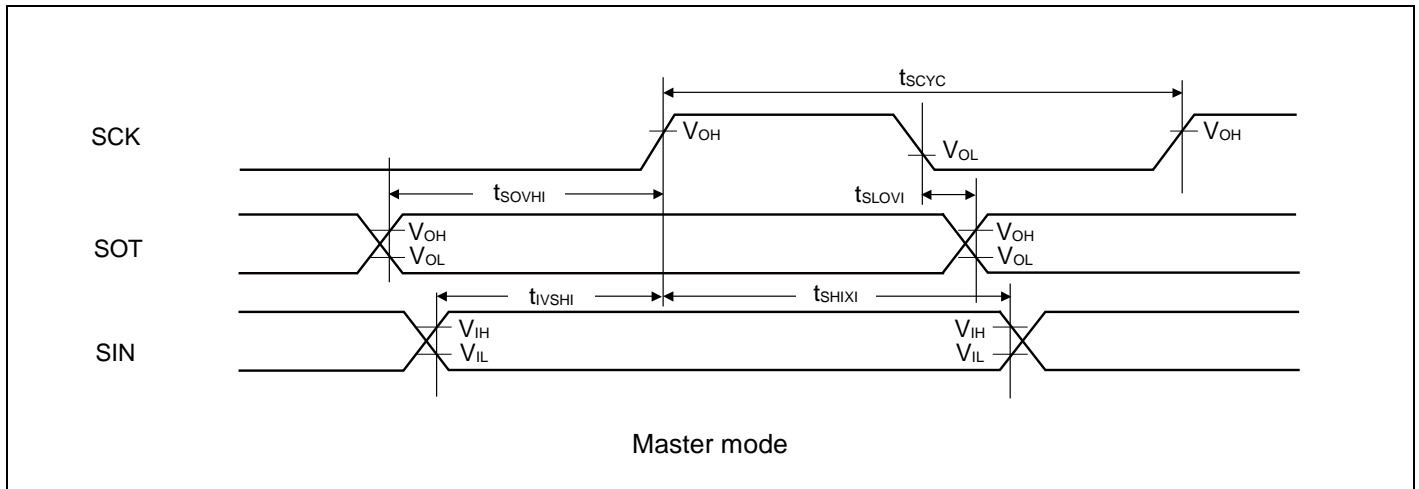 tSCYC
SCK
VOH
VOL
VOH
tSOVHI
tSLOVI
SOT
VOH
VOL
VOH
VOL
tIVSHI
tSHIXI
SIN
VIH
VIL
VIH
VIL
Master mode